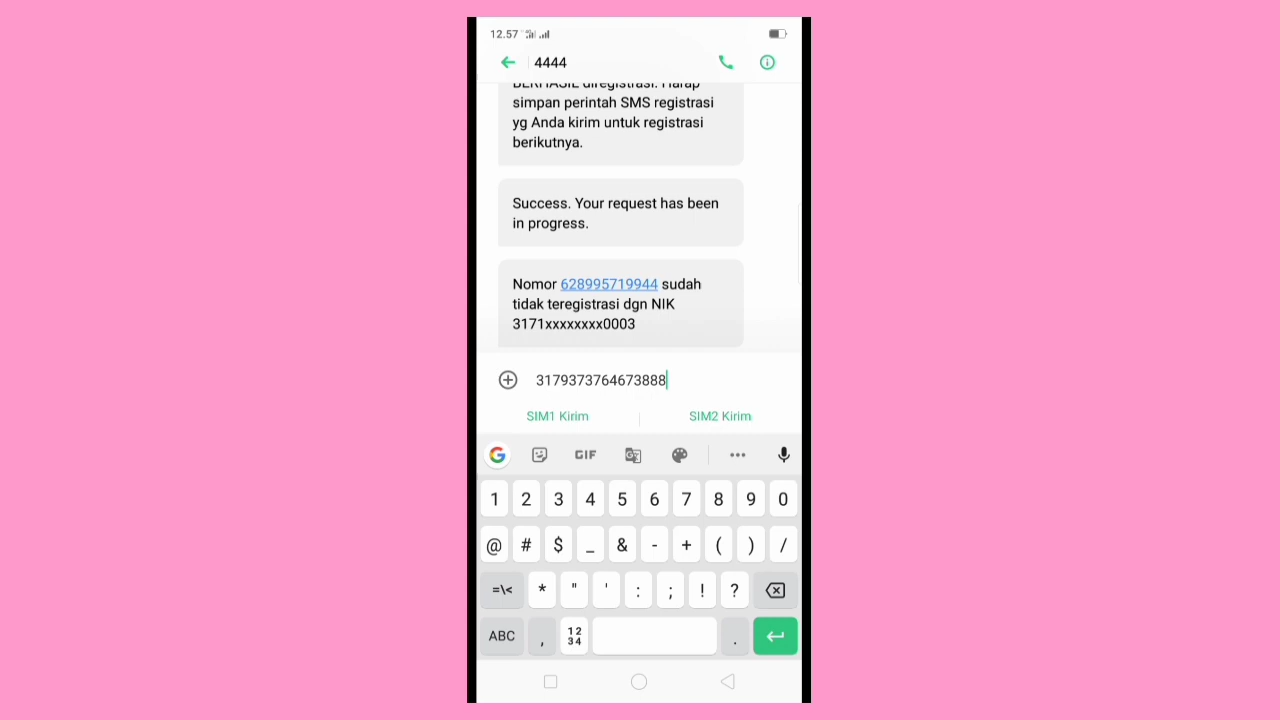 12.57
4444
BERHASIL diregistrasi. Harap
simpan perintah SMS registrasi
yg Anda kirim untuk registrasi
berikutnya.
Success. Your request has been
in progress.
Nomor 628995719944 sudah
tidak teregistrasi dgn NIK
3171xxxxxxxx0003
3179373764673888
SIM1 Kirim
SIM2 Kirim
G GIF G
1 2 3 4 5 6 7 8 9 0
@ # $ _ & - + ( ) /
=\< * " ' : ; ! ?
ABC , 12 34 .